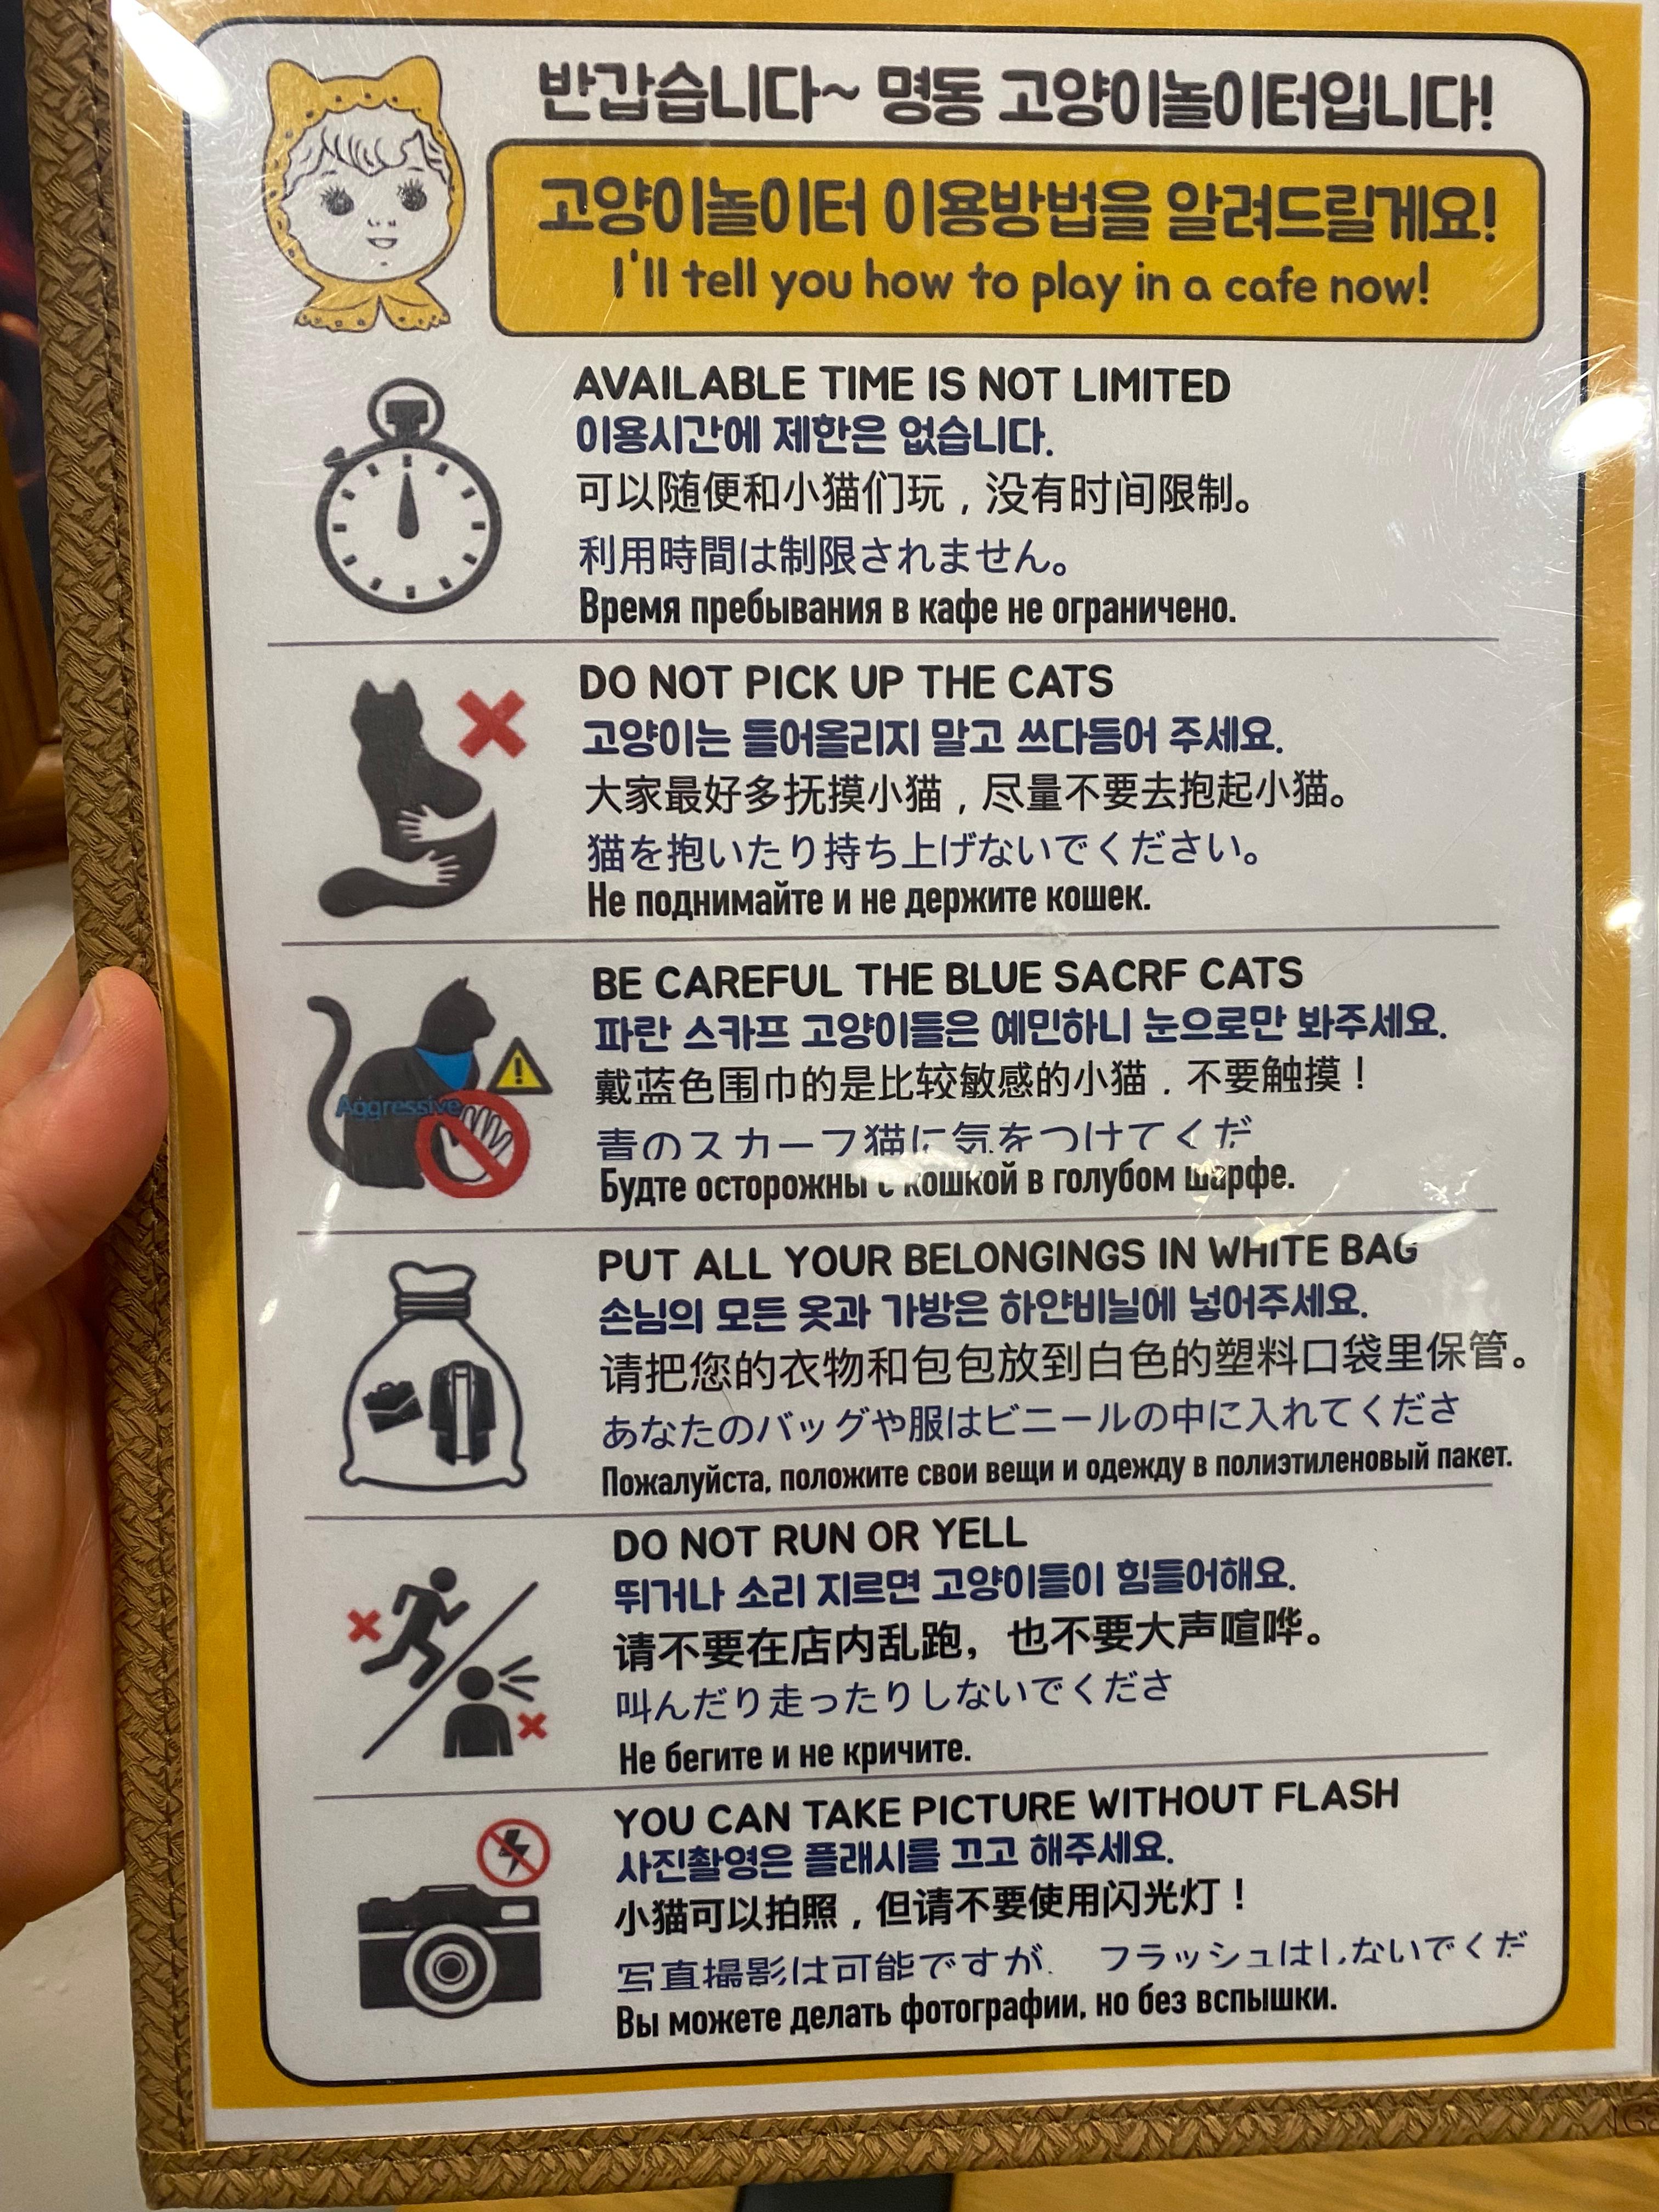 반갑습니다~ 명동 고양이놀이터입니다!
고양이놀이터 이용방법을 알려드릴게요!
I'll tell you how to play in a cafe now!
AVAILABLE TIME IS NOT LIMITED
이용시간에 제한은 없습니다.
可以随便和小猫们玩，没有时间限制。
利用時間は制限されません。
Время пребывания в кафе не ограничено.
DO NOT PICK UP THE CATS
고양이는 들어올리지 말고 쓰다듬어 주세요.
大家最好多抚摸小猫，尽量不要去抱起小猫。
猫を抱いたり持ち上げないでください。
Не поднимайте и не держите кошек.
BE CAREFUL THE BLUE SACRF CATS
파란 스카프 고양이들은 예민하니 눈으로만 봐주세요.
戴蓝色围巾的是比较敏感的小猫，不要触摸！
Aggressive
青のスカーフ猫に気をつけてくだ
Будте осторожны с кошкой в голубом шарфе.
PUT ALL YOUR BELONGINGS IN WHITE BAG
손님의 모든 옷과 가방은 하얀비닐에 넣어주세요.
请把您的衣物和包包放到白色的塑料口袋里保管。
あなたのバッグや服はビニールの中に入れてくださ
Пожалуйста, положите свои вещи и одежду в полиэтиленовый пакет.
DO NOT RUN OR YELL
뛰거나 소리 지르면 고양이들이 힘들어해요.
请不要在店内乱跑，也不要大声喧哗。
叫んだり走ったりしないでくださ
Не бегите и не кричите.
YOU CAN TAKE PICTURE WITHOUT FLASH
사진촬영은 플래시를 끄고 해주세요.
小猫可以拍照，但请不要使用闪光灯！
写真撮影は可能ですが、 フラッシュはしないでくだ
Вы можете делать фотографии, но без вспышки.